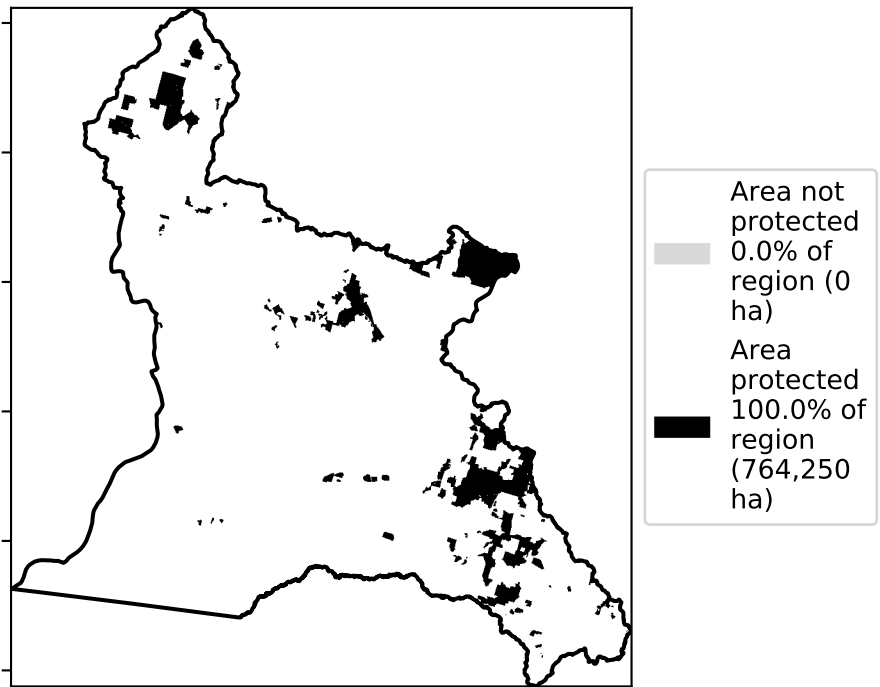 Area not
protected
0.0% of
region (0
ha)
Area
protected
100.0% of
region
(764,250
ha)